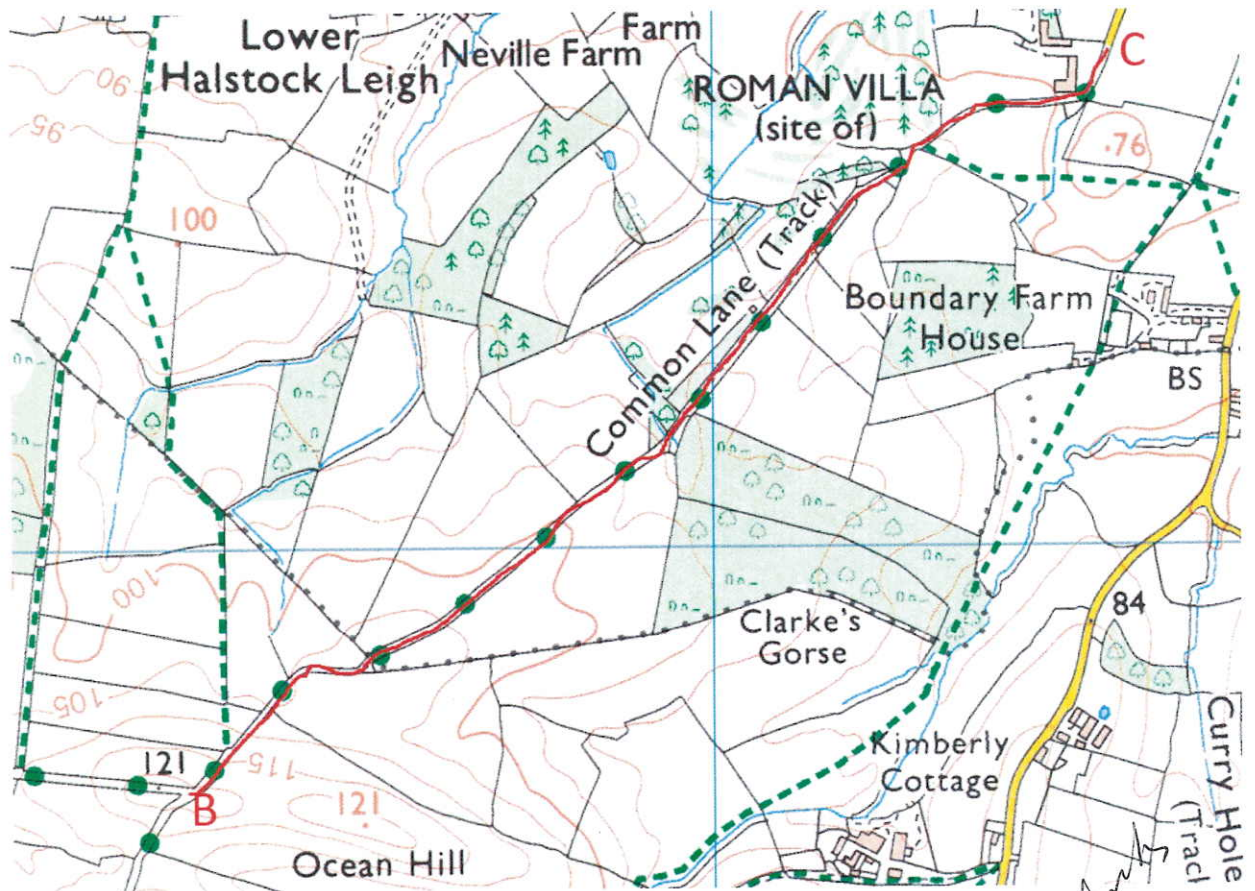 Lower
Halstock Leigh
Neville Farm
Farm
ROMAN VILLA
(site of)
C
90
95
76
100
Common Lane (Track)
Boundary Farm
House
BS
100
Clarke's
Gorse
84
105
Kimberly
Cottage
Curry Hole
(Trac
121
115
B
121
Ocean Hill